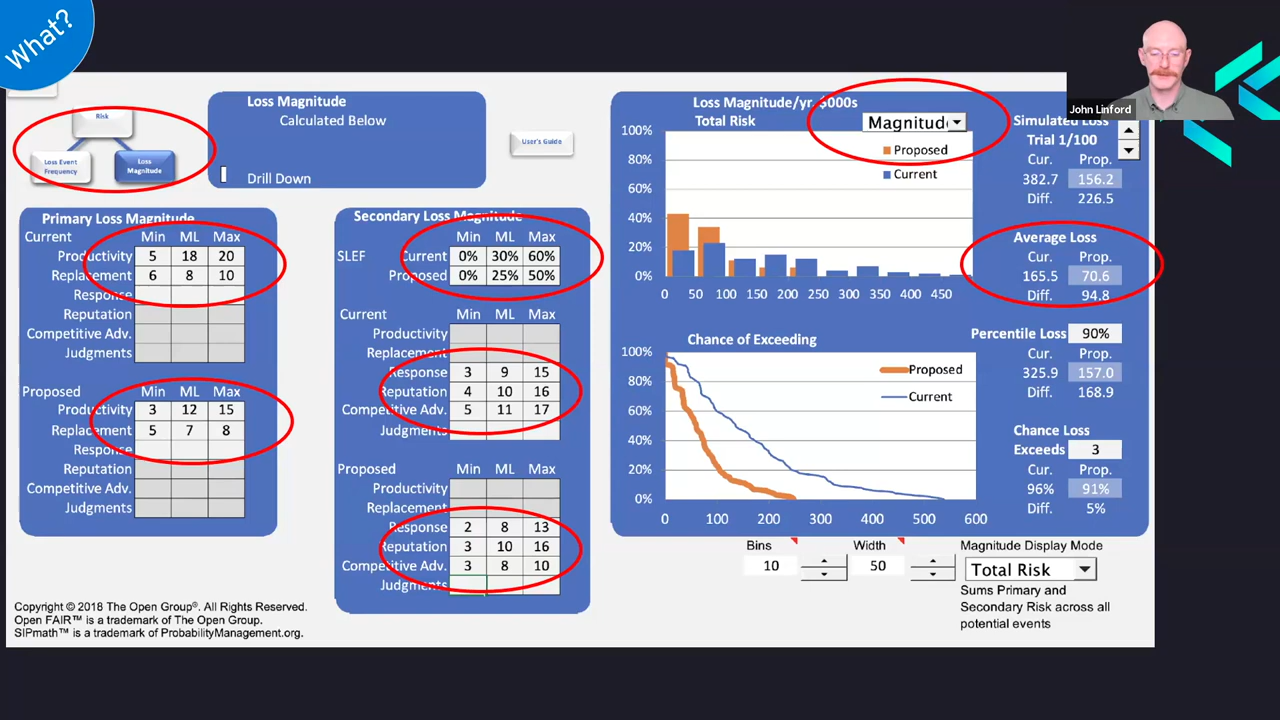 What?
John Linford
Risk
Loss Event
Frequency
Loss
Magnitude
Loss Magnitude
Calculated Below
Drill Down
User's Guide
Primary Loss Magnitude
Current Min ML Max
Productivity 5 18 20
Replacement 6 8 10
Response
Reputation
Competitive Adv.
Judgments
Proposed Min ML Max
Productivity 3 12 15
Replacement 5 7 8
Response
Reputation
Competitive Adv.
Judgments
Secondary Loss Magnitude
Min ML Max
SLEF Current 0% 30% 60%
Proposed 0% 25% 50%
Current Min ML Max
Productivity
Replacement
Response 3 9 15
Reputation 4 10 16
Competitive Adv. 5 11 17
Judgments
Proposed Min ML Max
Productivity
Replacement
Response 2 8 13
Reputation 3 10 16
Competitive Adv. 3 8 10
Judgments
Loss Magnitude/yr, $000s
Total Risk
Magnitud
Proposed
Current
100%
80%
60%
40%
20%
0%
0 50 100 150 200 250 300 350 400 450
Chance of Exceeding
Proposed
Current
100%
80%
60%
40%
20%
0%
0 100 200 300 400 500 600
Simulated Loss
Trial 1/100
Cur. Prop.
382.7 156.2
Diff. 226.5
Average Loss
Cur. Prop.
165.5 70.6
Diff. 94.8
Percentile Loss 90%
Cur. Prop.
325.9 157.0
Diff. 168.9
Chance Loss
Exceeds 3
Cur. Prop.
96% 91%
Diff. 5%
Bins
10
Width
50
Magnitude Display Mode
Total Risk
Sums Primary and
Secondary Risk across all
potential events
Copyright © 2018 The Open Group®. All Rights Reserved.
Open FAIR™ is a trademark of The Open Group.
SIPmath™ is a trademark of ProbabilityManagement.org.